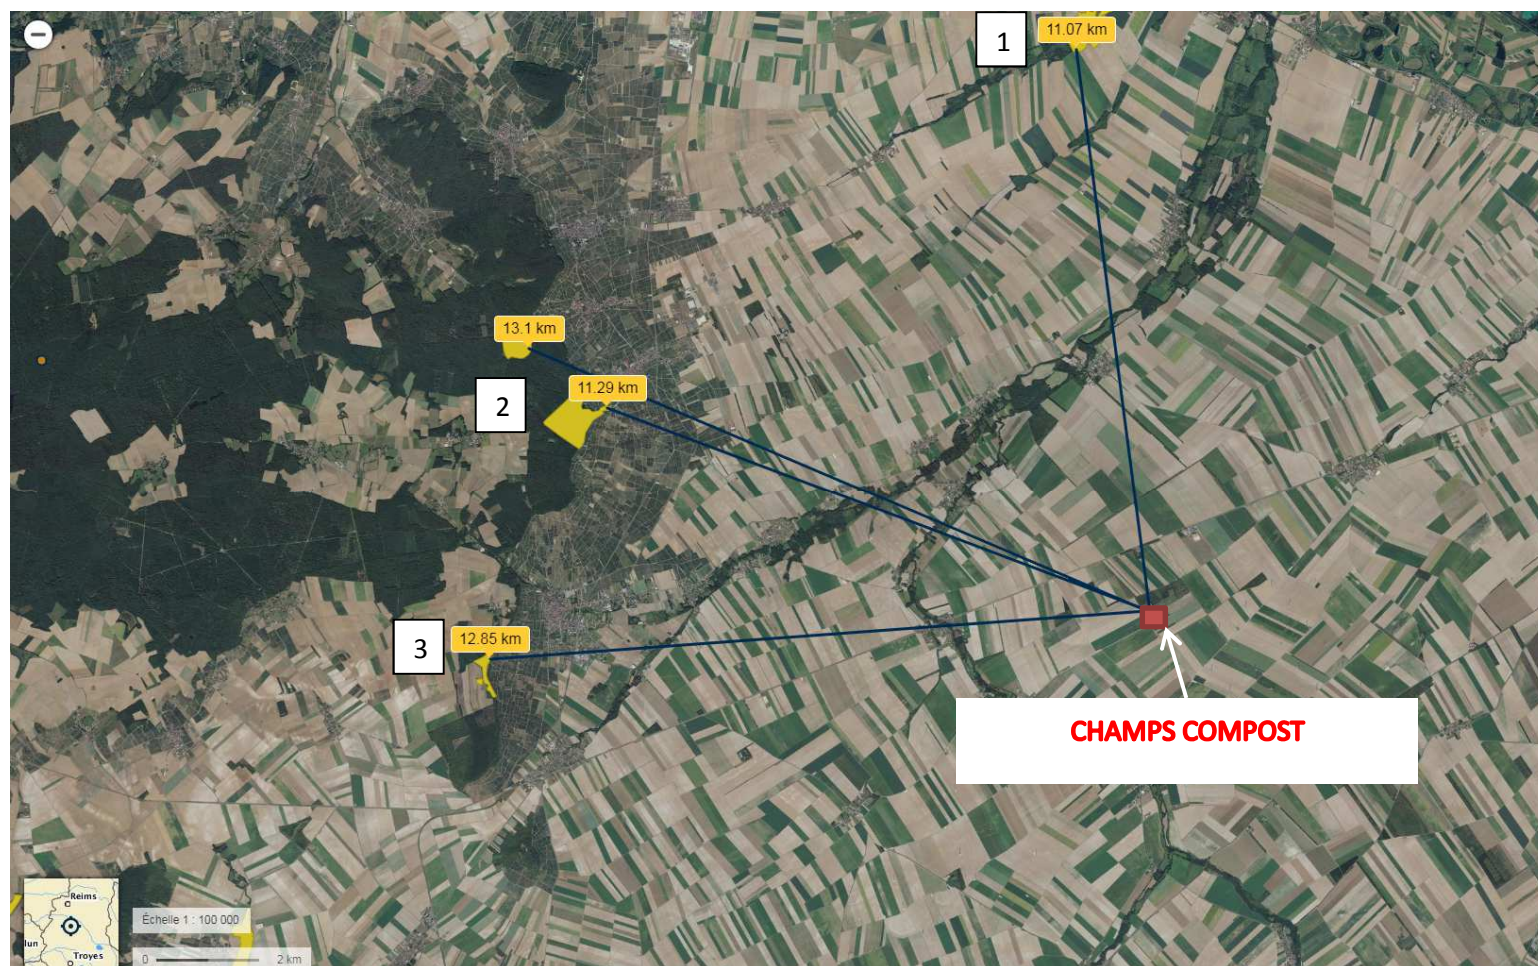 1
11.07 km
13.1 km
11.29 km
2
3
12.85 km
CHAMPS COMPOST
Reims
lun
Troyes
Échelle 1 : 100 000
0 2 km